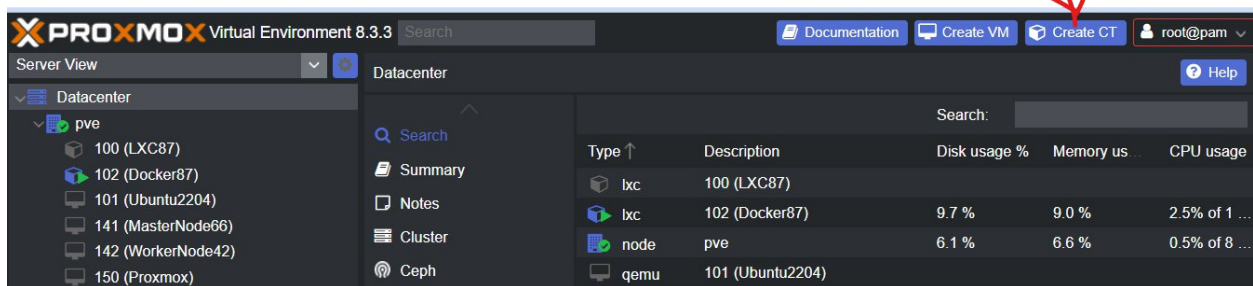 PROXMOX Virtual Environment 8.3.3 Search Documentation Create VM Create CT root@pam
Server View
Datacenter
pve
100 (LXC87)
102 (Docker87)
101 (Ubuntu2204)
141 (MasterNode66)
142 (WorkerNode42)
150 (Proxmox)
Datacenter Help
Search
Summary
Notes
Cluster
Ceph
Search:
Type Description Disk usage % Memory us... CPU usage
lxc 100 (LXC87)
lxc 102 (Docker87) 9.7 % 9.0 % 2.5% of 1 ...
node pve 6.1 % 6.6 % 0.5% of 8 ...
qemu 101 (Ubuntu2204)